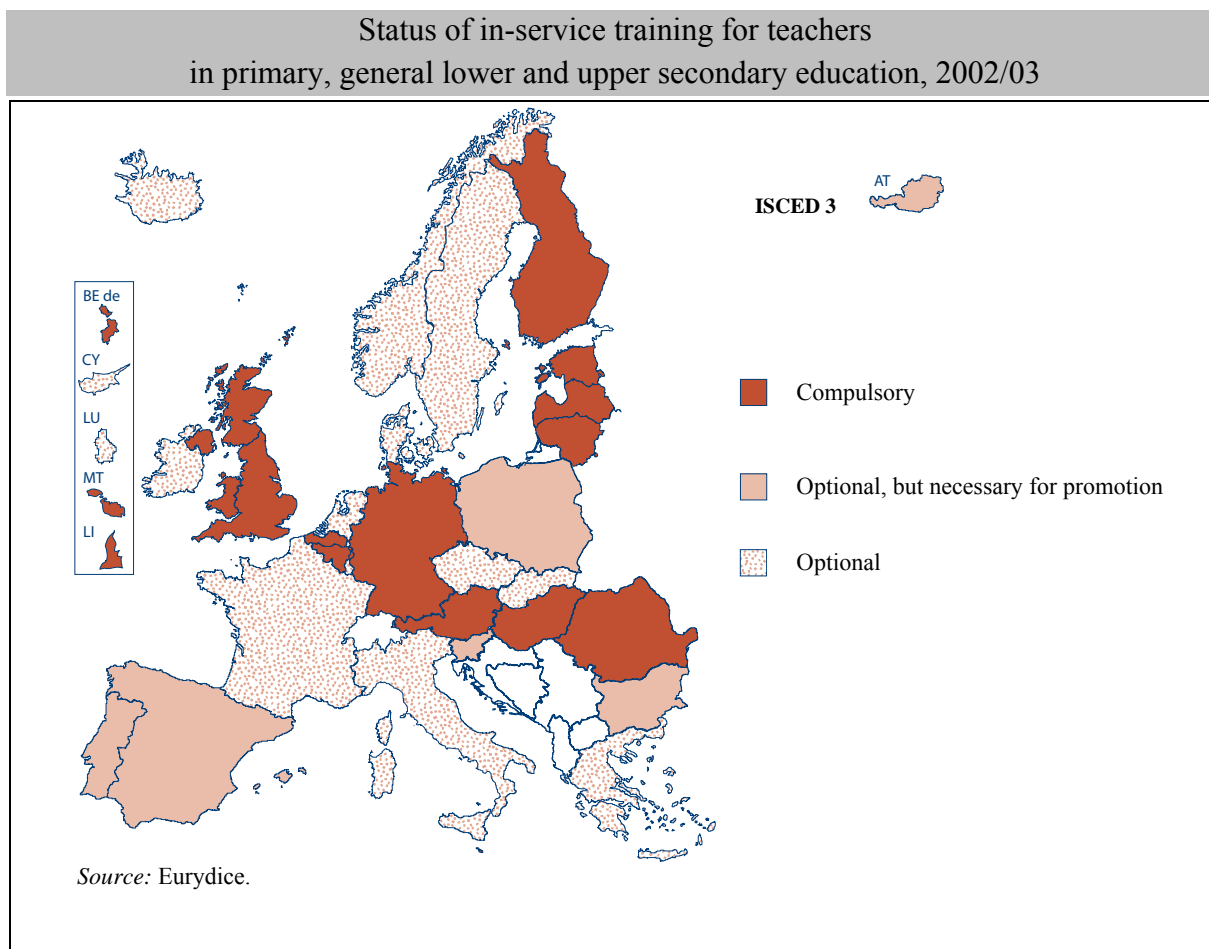 Status of in-service training for teachers
in primary, general lower and upper secondary education, 2002/03
AT
ISCED 3
BE de
CY
LU
MT
LI
Compulsory
Optional, but necessary for promotion
Optional
Source: Eurydice.